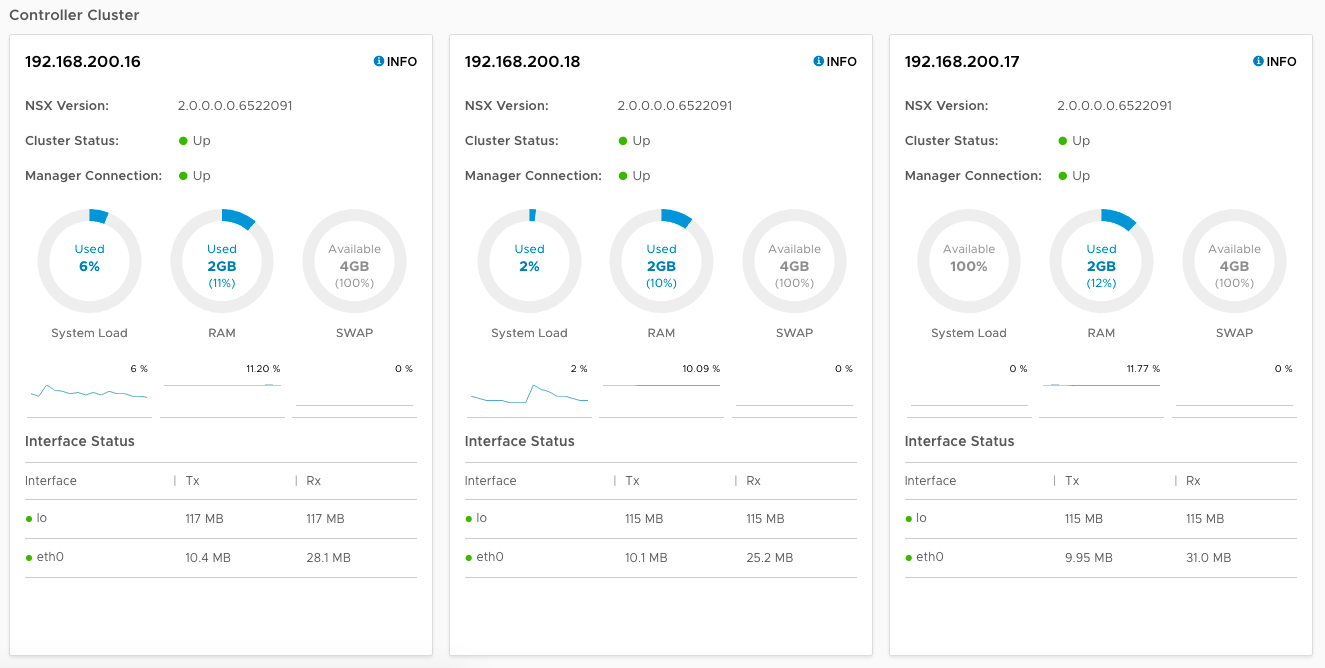 Controller Cluster
192.168.200.16
INFO
NSX Version: 2.0.0.0.0.6522091
Cluster Status: Up
Manager Connection: Up
Used
6%
System Load
Used
2GB
(11%)
RAM
Available
4GB
(100%)
SWAP
6 %
11.20 %
0 %
Interface Status
Interface Tx Rx
lo 117 MB 117 MB
eth0 10.4 MB 28.1 MB
192.168.200.18
INFO
NSX Version: 2.0.0.0.0.6522091
Cluster Status: Up
Manager Connection: Up
Used
2%
System Load
Used
2GB
(10%)
RAM
Available
4GB
(100%)
SWAP
2 %
10.09 %
0 %
Interface Status
Interface Tx Rx
lo 115 MB 115 MB
eth0 10.1 MB 25.2 MB
192.168.200.17
INFO
NSX Version: 2.0.0.0.0.6522091
Cluster Status: Up
Manager Connection: Up
Available
100%
System Load
Used
2GB
(12%)
RAM
Available
4GB
(100%)
SWAP
0 %
11.77 %
0 %
Interface Status
Interface Tx Rx
lo 115 MB 115 MB
eth0 9.95 MB 31.0 MB